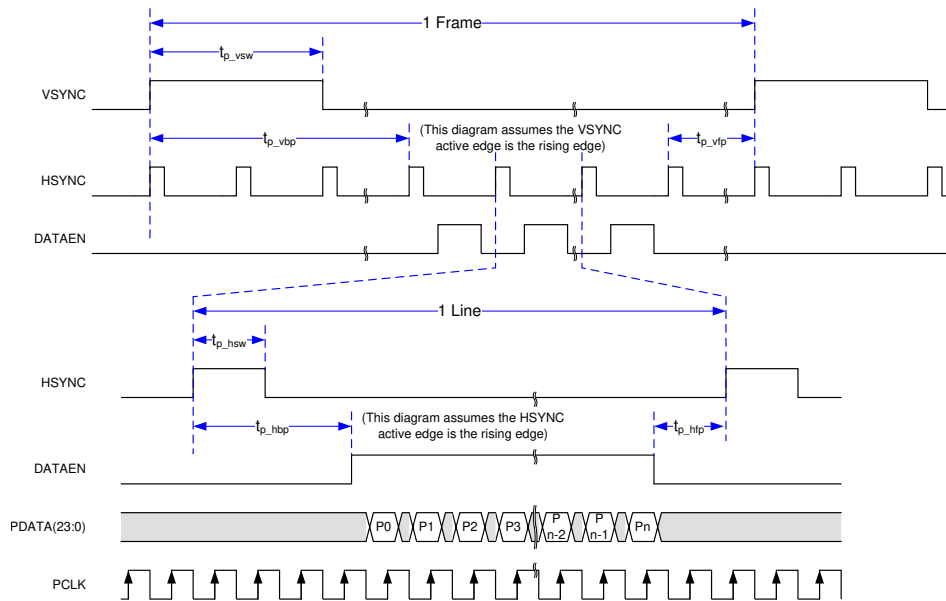 1 Frame
tp_vsw
VSYNC
tp_vbp
(This diagram assumes the VSYNC
active edge is the rising edge)
tp_vfp
HSYNC
DATAEN
1 Line
tp_hsw
HSYNC
tp_hbp
(This diagram assumes the HSYNC
active edge is the rising edge)
tp_hfp
DATAEN
PDATA(23:0)
P0
P1
P2
P3
P
n-2
P
n-1
Pn
PCLK